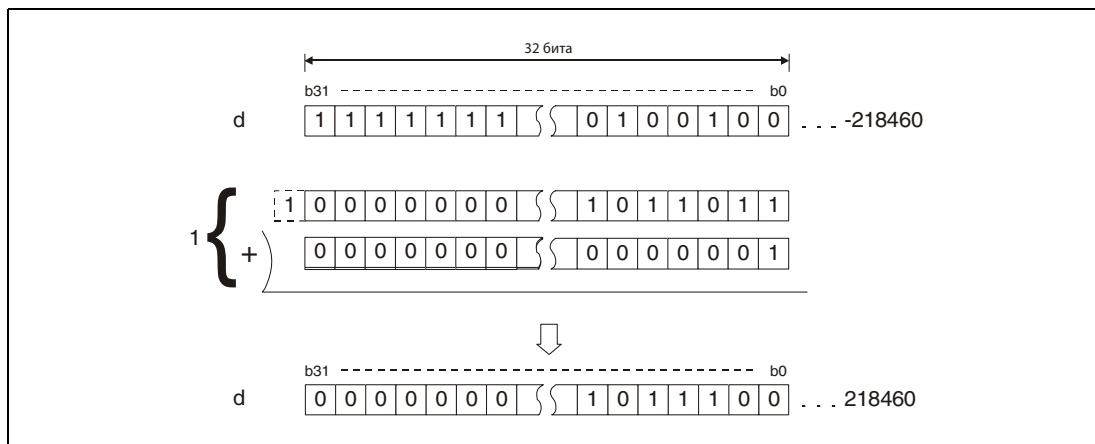 32 бита
b31 b0
d 1 1 1 1 1 1 1 0 1 0 0 1 0 0 . . . -218460
1 0 0 0 0 0 0 0 1 0 1 1 0 1 1
1 { + 0 0 0 0 0 0 0 0 0 0 0 0 0 1
b31 b0
d 0 0 0 0 0 0 0 1 0 1 1 1 0 0 . . . 218460